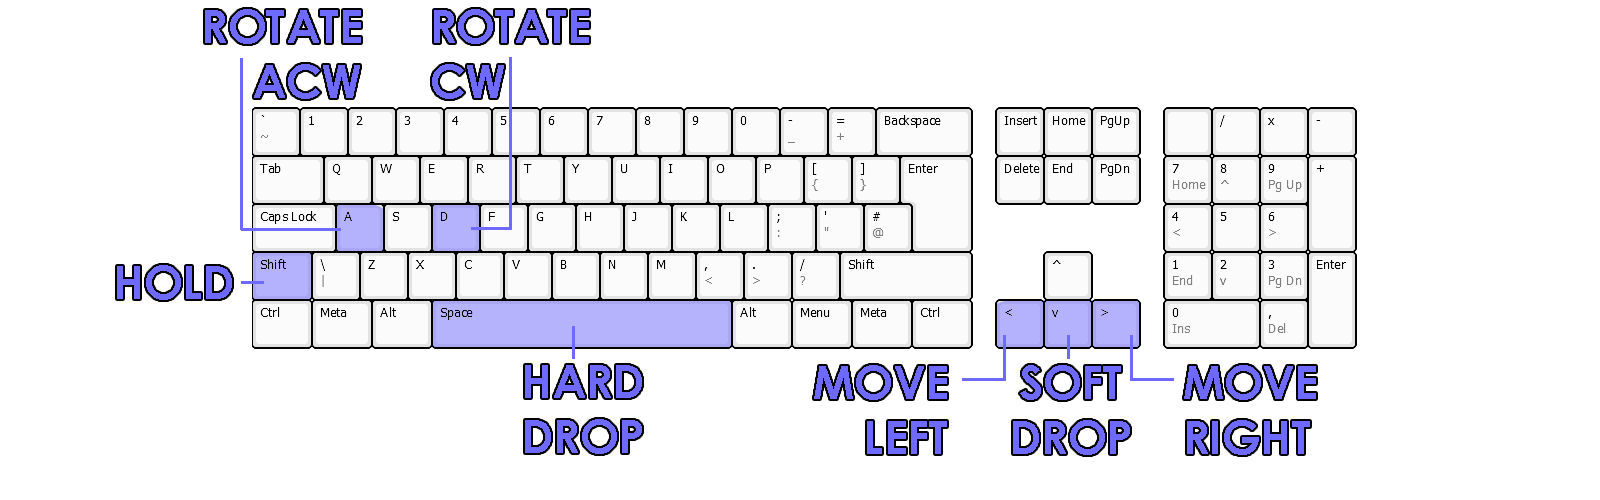 ROTATE ROTATE
ACW CW
` 1 2 3 4 5 6 7 8 9 0 - = Backspace Insert Home PgUp / x -
~ _ +
Tab Q W E R T Y U I O P [ ] Enter Delete End PgDn 7 8 9 +
{ } Home ^ Pg Up
Caps Lock A S D F G H J K L ; ' # 4 5 6
: " @ < >
HOLD
Shift \ Z X C V B N M , . / Shift ^ 1 2 3 Enter
| < > ? End v Pg Dn
Ctrl Meta Alt Space Alt Menu Meta Ctrl < v > 0 ,
Ins Del
HARD MOVE SOFT MOVE
DROP LEFT DROP RIGHT